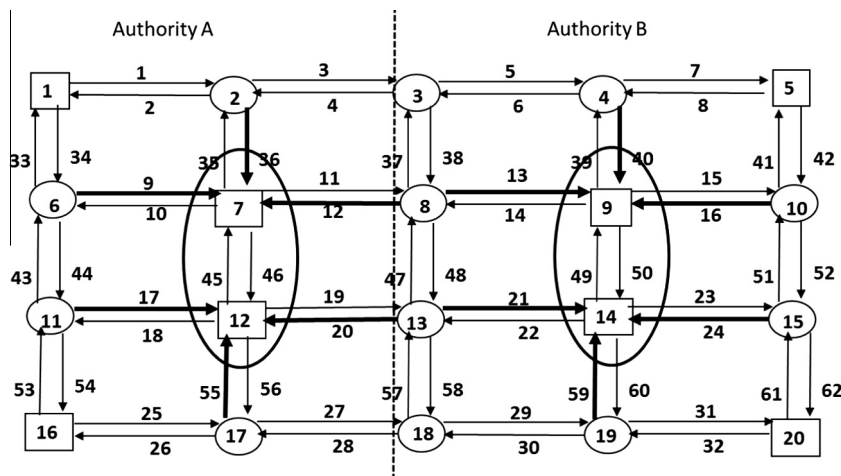 Authority A Authority B
1 3 5 7
1 2 3 4 5
2 4 6 8
33 34 35 36 37 38 39 40 41 42
9 11 13 15
6 7 8 9 10
10 12 14 16
43 44 45 46 47 48 49 50 51 52
17 19 21 23
11 12 13 14 15
18 20 22 24
53 54 55 56 57 58 59 60 61 62
25 27 29 31
16 17 18 19 20
26 28 30 32